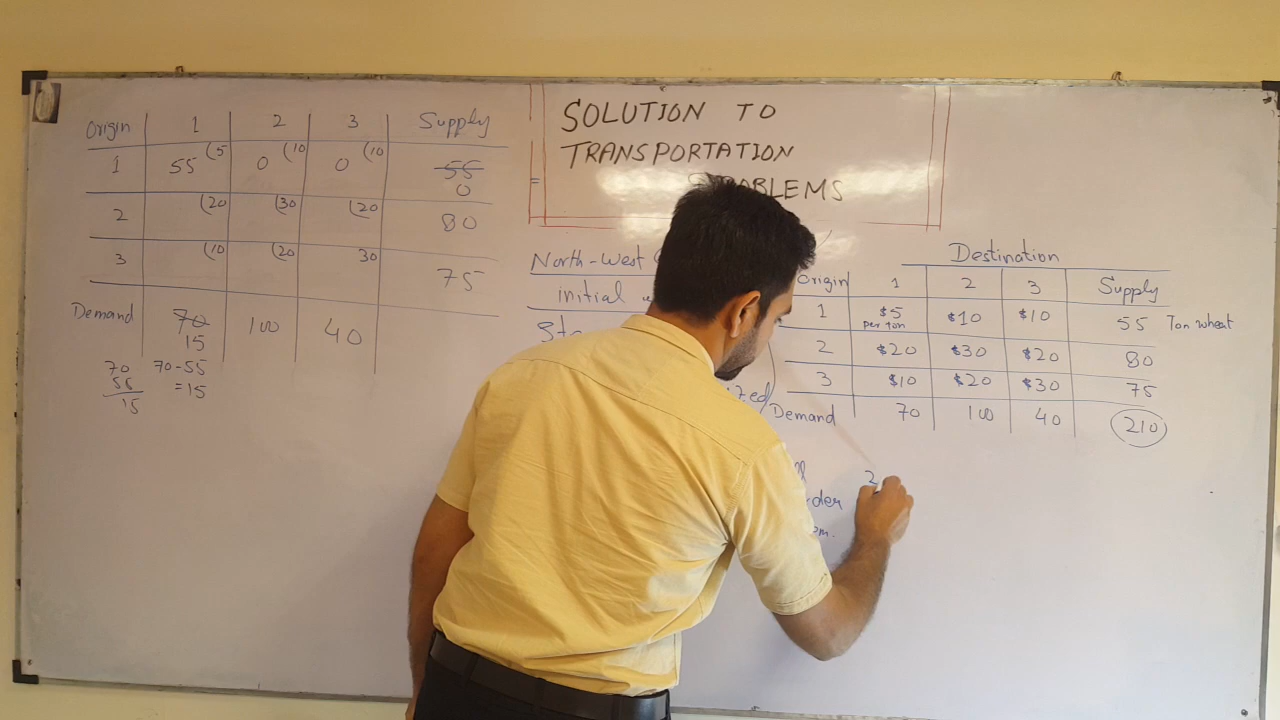 Origin 1 2 3 Supply
1 55 (5 0 (10 0 (10 55
0
2 (20 (30 (20 80
3 (10 (20 30 75
Demand 70 100 40
15
70 70-55
55 =15
15
SOLUTION TO
TRANSPORTATION
PROBLEMS
North-West
initial
Destination
Origin 1 2 3 Supply
1 $5 $10 $10 55 Ton wheat
per ton
2 $20 $30 $20 80
3 $10 $20 $30 75
Demand 70 100 40 210
2